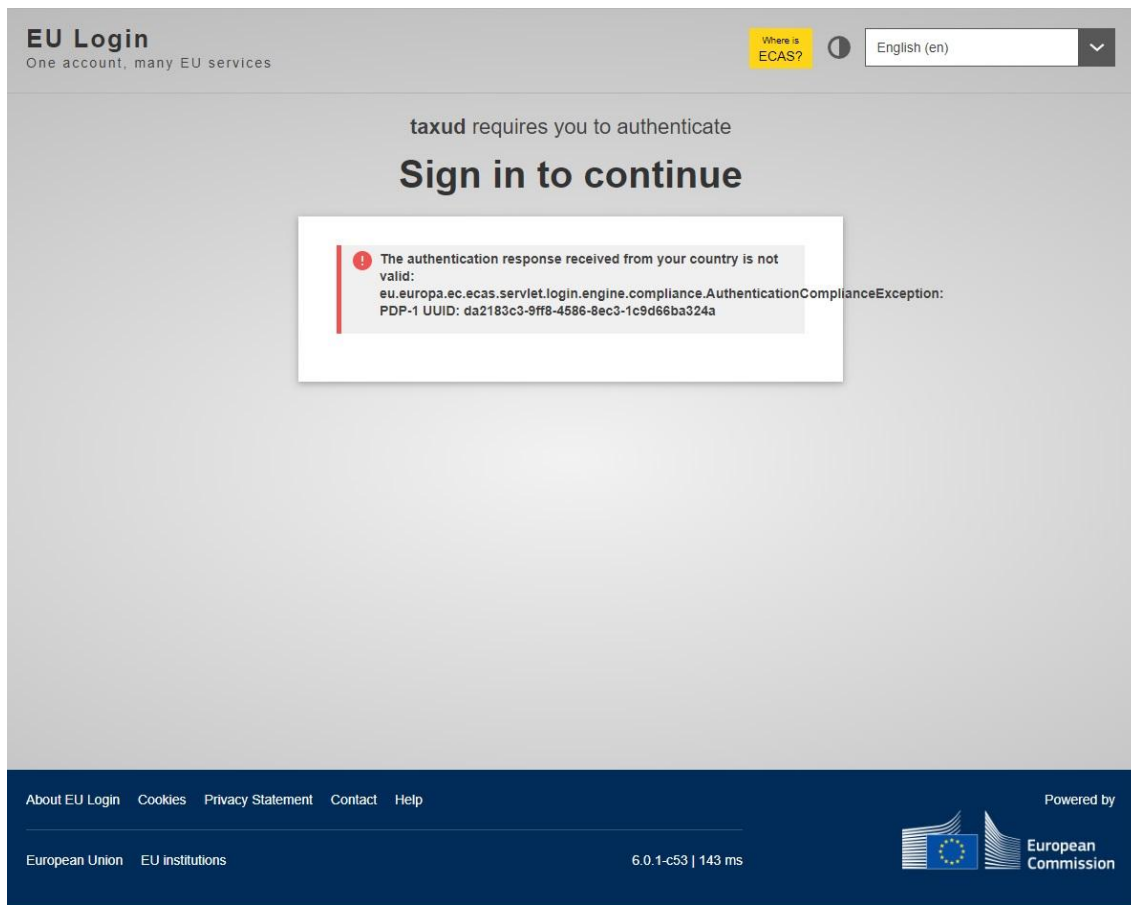 EU Login
One account, many EU services
Where is
ECAS?
English (en)
taxud requires you to authenticate
Sign in to continue
The authentication response received from your country is not
valid:
eu.europa.ec.ecas.servlet.login.engine.compliance.AuthenticationComplianceException:
PDP-1 UUID: da2183c3-9ff8-4586-8ec3-1c9d66ba324a
About EU Login Cookies Privacy Statement Contact Help
Powered by
European Union EU institutions
6.0.1-c53 | 143 ms
European
Commission